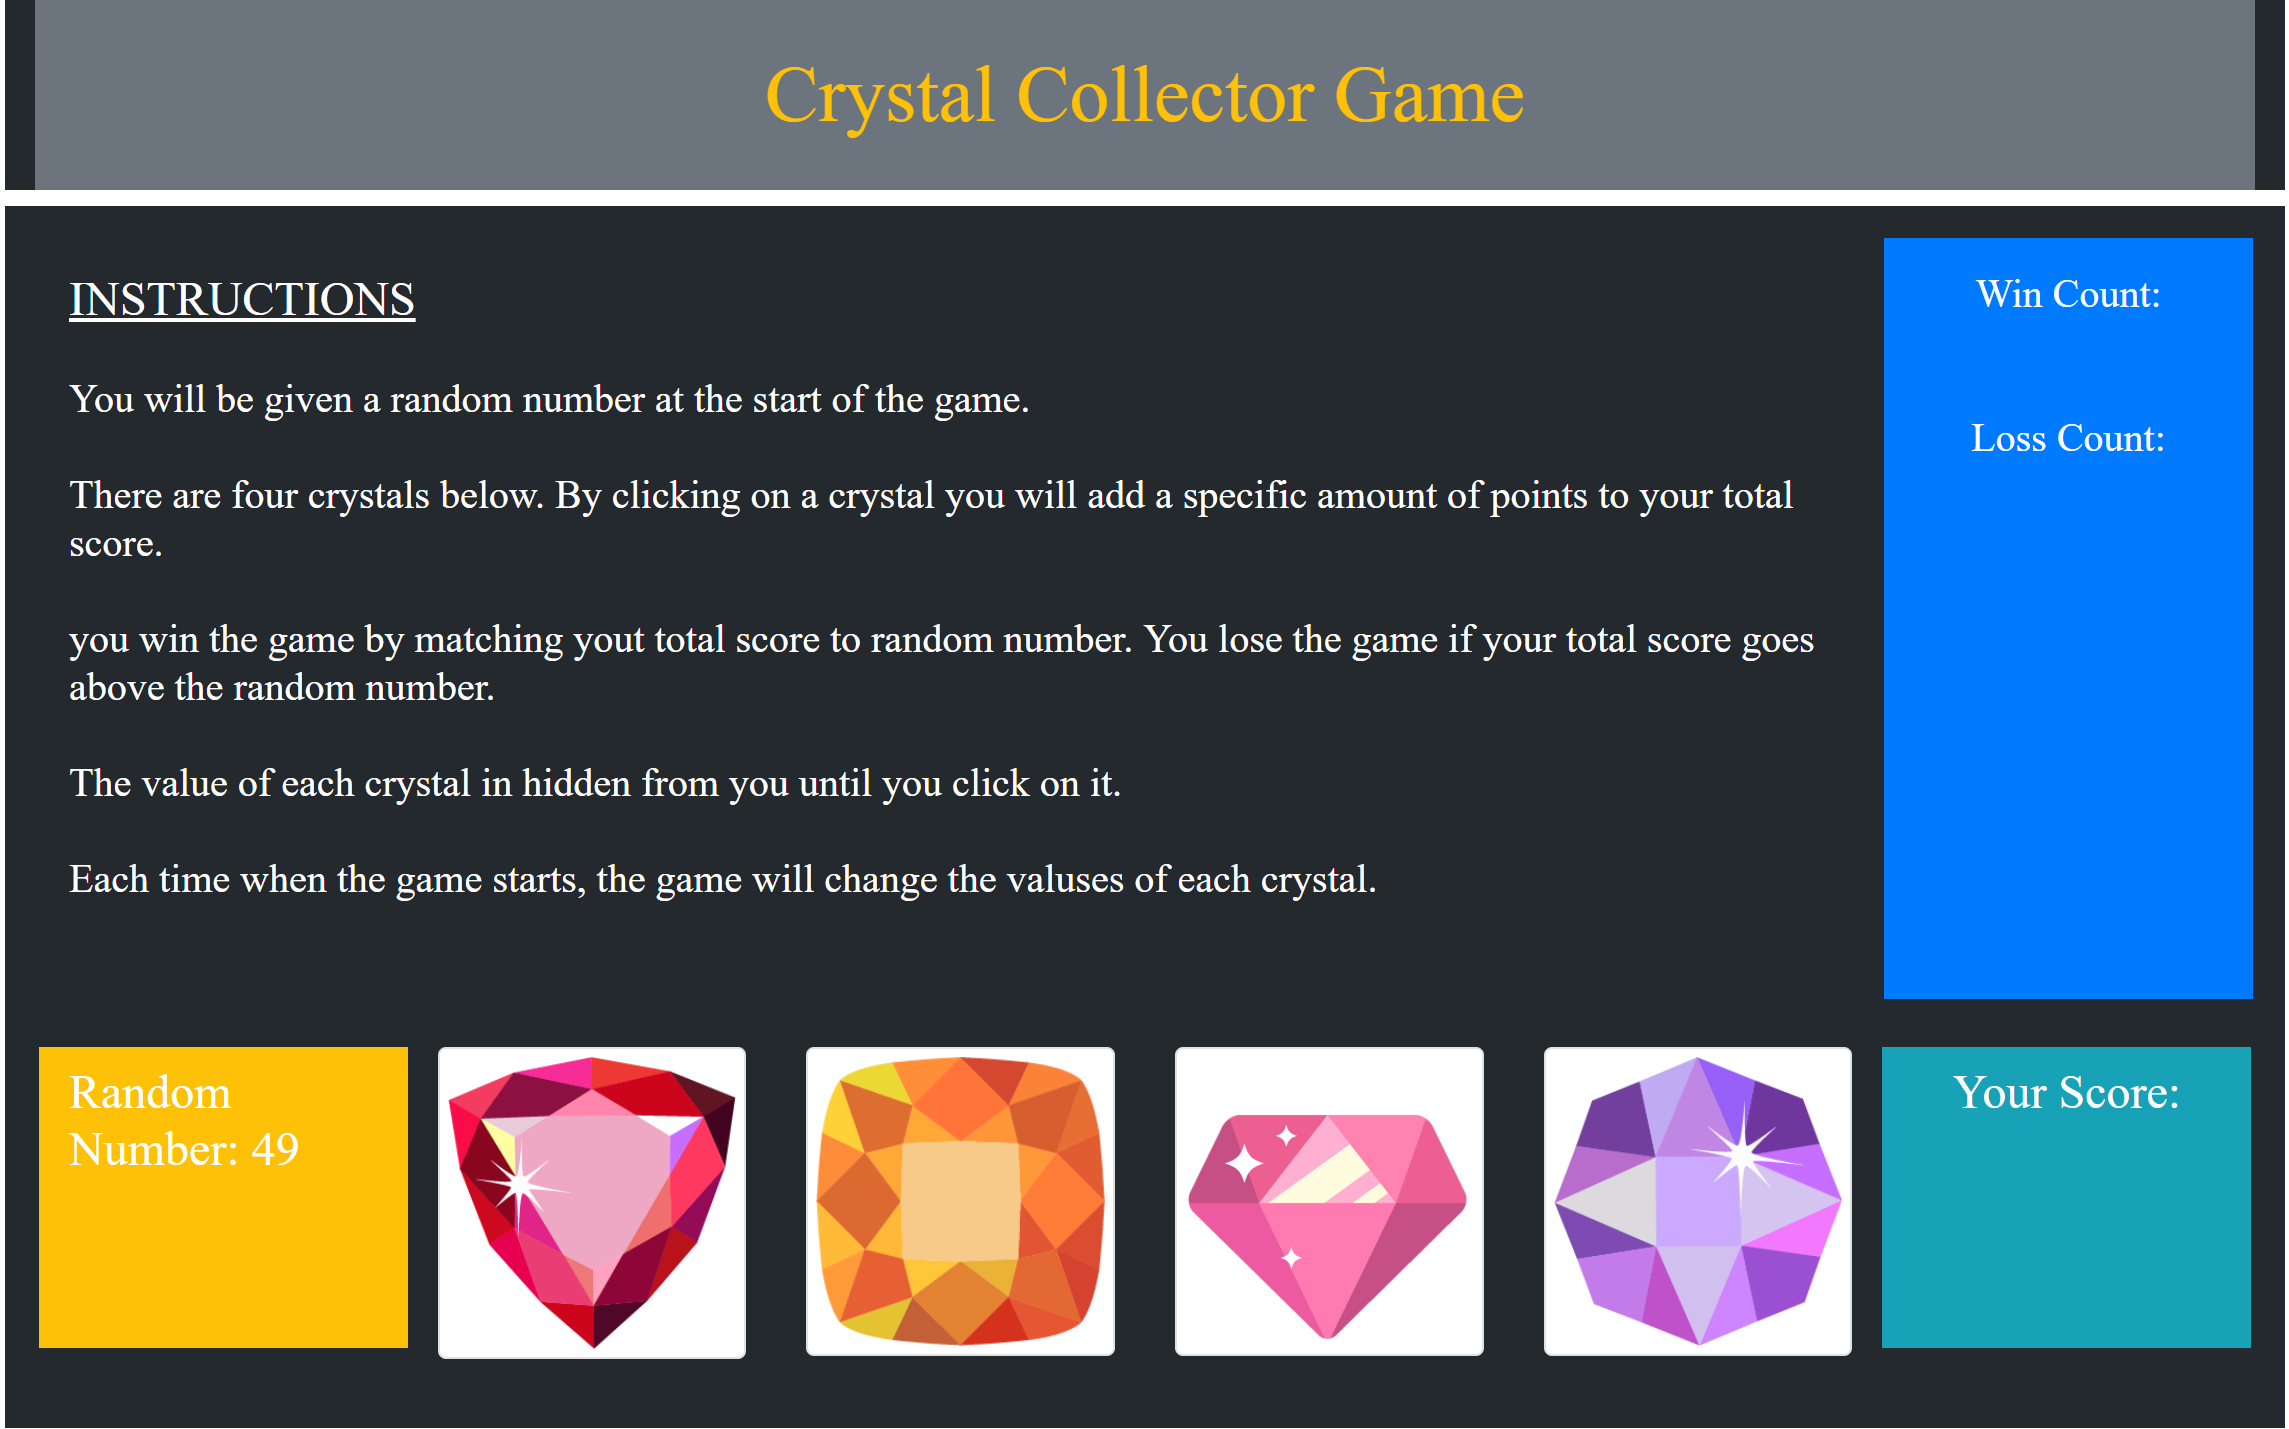 Crystal Collector Game
INSTRUCTIONS
You will be given a random number at the start of the game.
There are four crystals below. By clicking on a crystal you will add a specific amount of points to your total
score.
you win the game by matching yout total score to random number. You lose the game if your total score goes
above the random number.
The value of each crystal in hidden from you until you click on it.
Each time when the game starts, the game will change the valuses of each crystal.
Win Count:
Loss Count:
Random
Number: 49
Your Score: